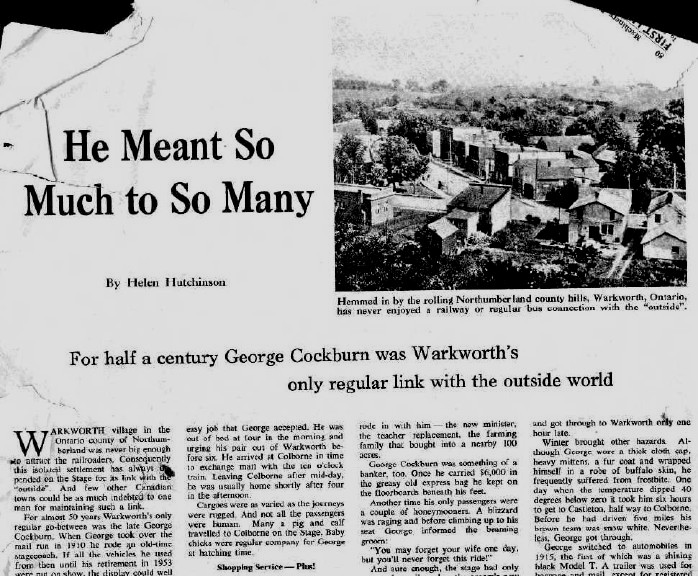 FIRST
He Meant So
Much to So Many
By Helen Hutchinson
Hemmed in by the rolling Northumberland county hills, Warkworth, Ontario,
has never enjoyed a railway or regular bus connection with the "outside".
For half a century George Cockburn was Warkworth's
only regular link with the outside world
WARKWORTH village in the
Ontario county of Northum-
berland was never big enough
to attract the railroaders. Consequently
this isolated settlement has always de-
pended on the Stage for its link with the
"outside". And few other Canadian
towns could be as much indebted to one
man for maintaining such a link.
For almost 50 years Warkworth's only
regular go-between was the late George
Cockburn. When George took over the
mail run in 1910 he rode an old-time
stagecoach. If all the vehicles he used
from then until his retirement in 1953
were put on show, the display could well
easy job that George accepted. He was
out of bed at four in the morning and
urging his pair out of Warkworth be-
fore six. He arrived at Colborne in time
to exchange mail with the ten o'clock
train. Leaving Colborne after mid-day,
he was usually home shortly after four
in the afternoon.
Cargoes were as varied as the journeys
were rugged. And not all the passengers
were human. Many a pig and calf
travelled to Colborne on the Stage. Baby
chicks were regular company for George
at hatching time.
Shopping Service — Plus!
rode in with him — the new minister,
the teacher replacement, the farming
family that bought into a nearby 100
acres.
George Cockburn was something of a
banker, too. Once he carried $6,000 in
the greasy old express bag he kept on
the floorboards beneath his feet.
Another time his only passengers were
a couple of honeymooners. A blizzard
was raging and before climbing up to his
seat George informed the beaming
groom:
"You may forget your wife one day,
but you'll never forget this ride!"
And sure enough, the stage had only
and got through to Warkworth only one
hour late.
Winter brought other hazards. Al-
though George wore a thick cloth cap,
heavy mittens, a fur coat and wrapped
himself in a robe of buffalo skin, he
frequently suffered from frostbite. One
day when the temperature dipped 40
degrees below zero it took him six hours
to get to Castleton, half way to Colborne.
Before he had driven five miles his
brown team was snow white. Neverthe-
less, George got through.
George switched to automobiles in
1915, the first of which was a shining
black Model T. A trailer was used for